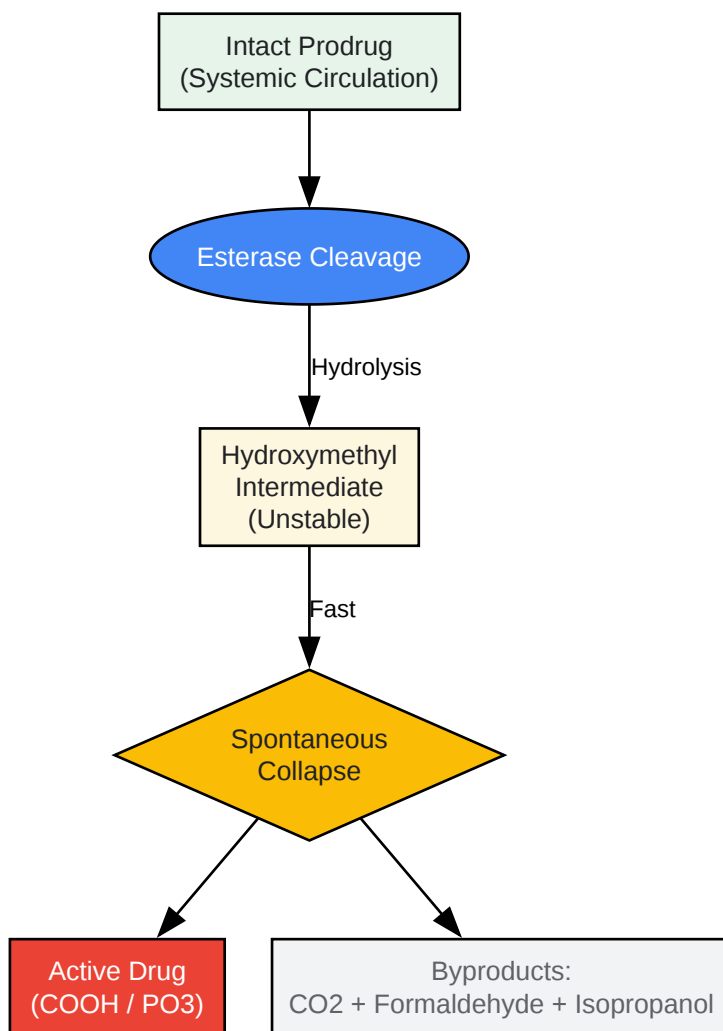 Intact Prodrug
(Systemic Circulation)
Esterase Cleavage
Hydrolysis
Hydroxymethyl
Intermediate
(Unstable)
Fast
Spontaneous
Collapse
Active Drug
(COOH / PO3)
Byproducts:
CO2 + Formaldehyde + Isopropanol